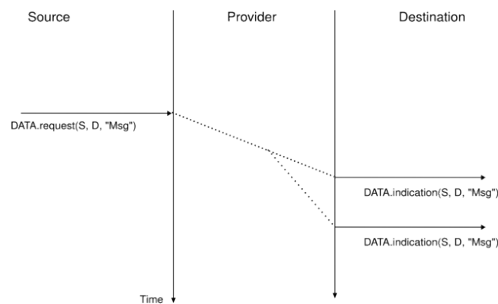 Source Provider Destination
DATA.request(S, D, "Msg")
DATA.indication(S, D, "Msg")
DATA.indication(S, D, "Msg")
Time